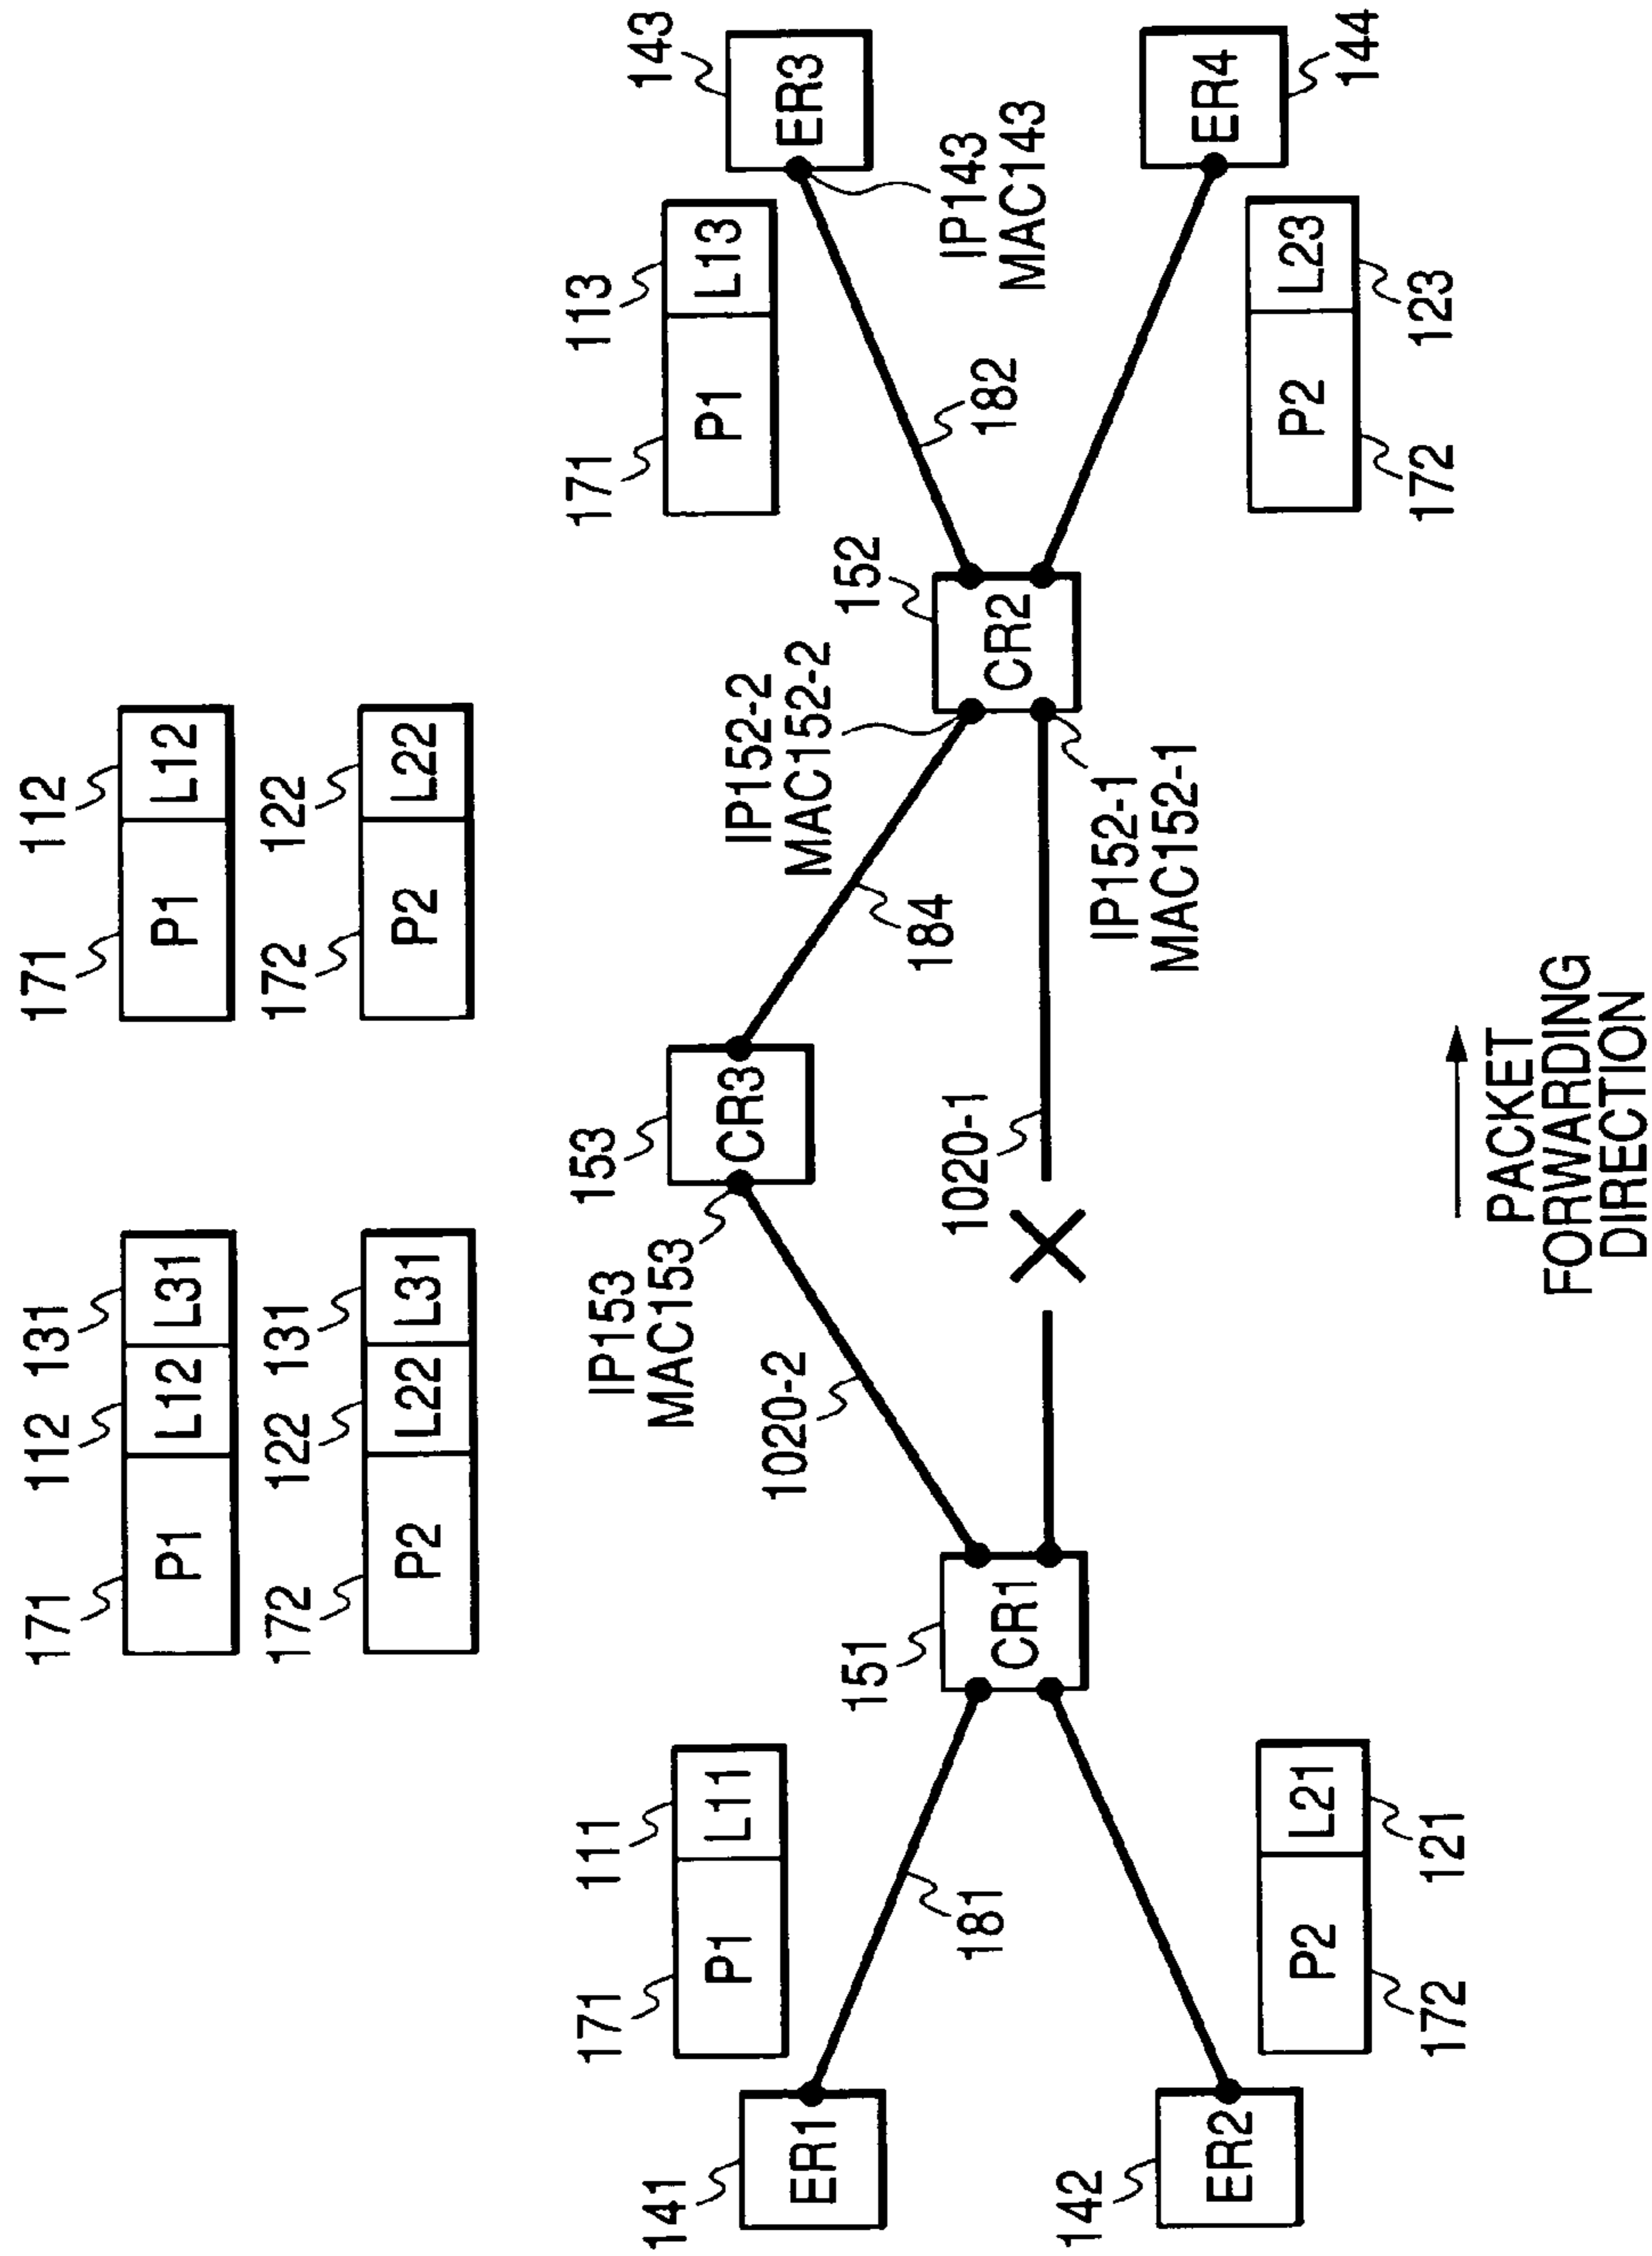 171 112 131
P1 L12 L31
172 122 131
P2 L22 L31
171 112
P1 L12
172 122
P2 L22
171 111
P1 L11
141
ER1
181
142
ER2
P2 L21
172 121
151
CR1
1020-2
IP153
MAC153
153
CR3
1020-1
184
IP152-2
MAC152-2
152
CR2
IP152-1
MAC152-1
171 113
P1 L13
182
143
ER3
IP143
MAC143
ER4
144
P2 L23
172 123
PACKET
FORWARDING
DIRECTION